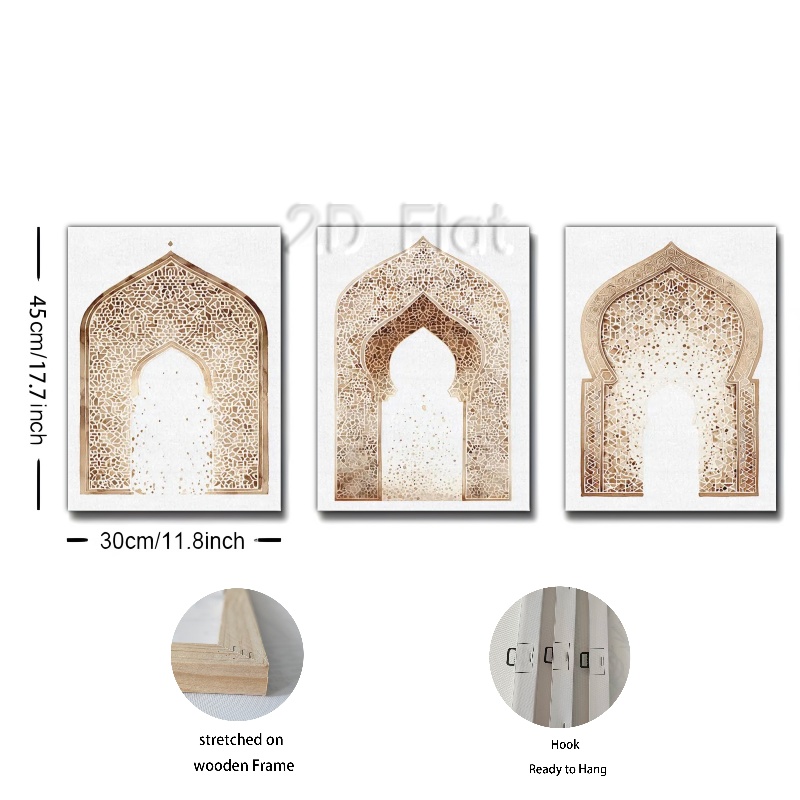 2D Flat
45cm/17.7inch
30cm/11.8inch
stretched on
wooden Frame
Hook
Ready to Hang